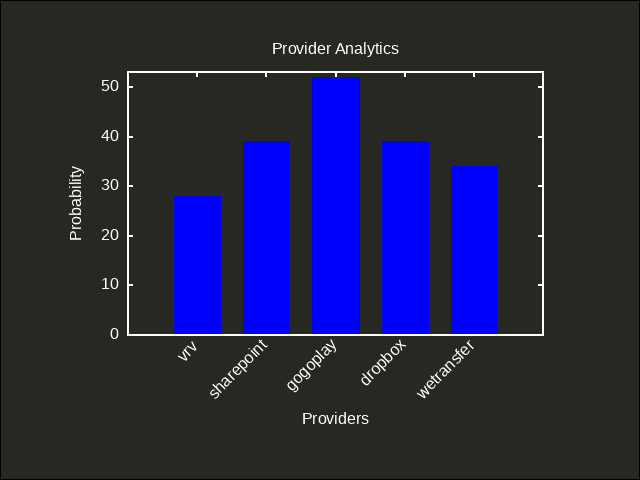 Provider Analytics
Probability
50
40
30
20
10
0
vrv
sharepoint
gogoplay
dropbox
wetransfer
Providers